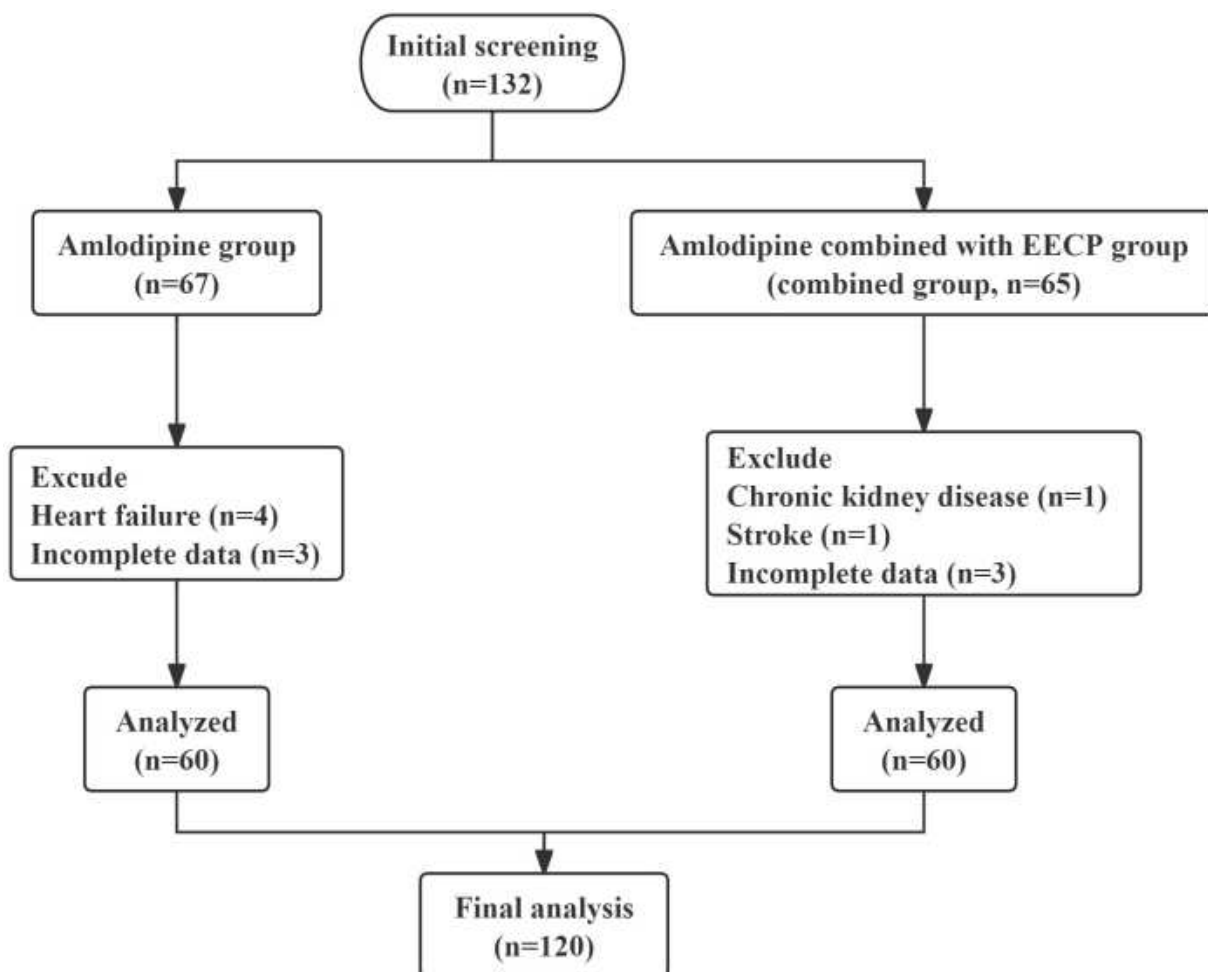 Initial screening
(n=132)
Amlodipine group
(n=67)
Amlodipine combined with EECP group
(combined group, n=65)
Excude
Heart failure (n=4)
Incomplete data (n=3)
Exclude
Chronic kidney disease (n=1)
Stroke (n=1)
Incomplete data (n=3)
Analyzed
(n=60)
Analyzed
(n=60)
Final analysis
(n=120)